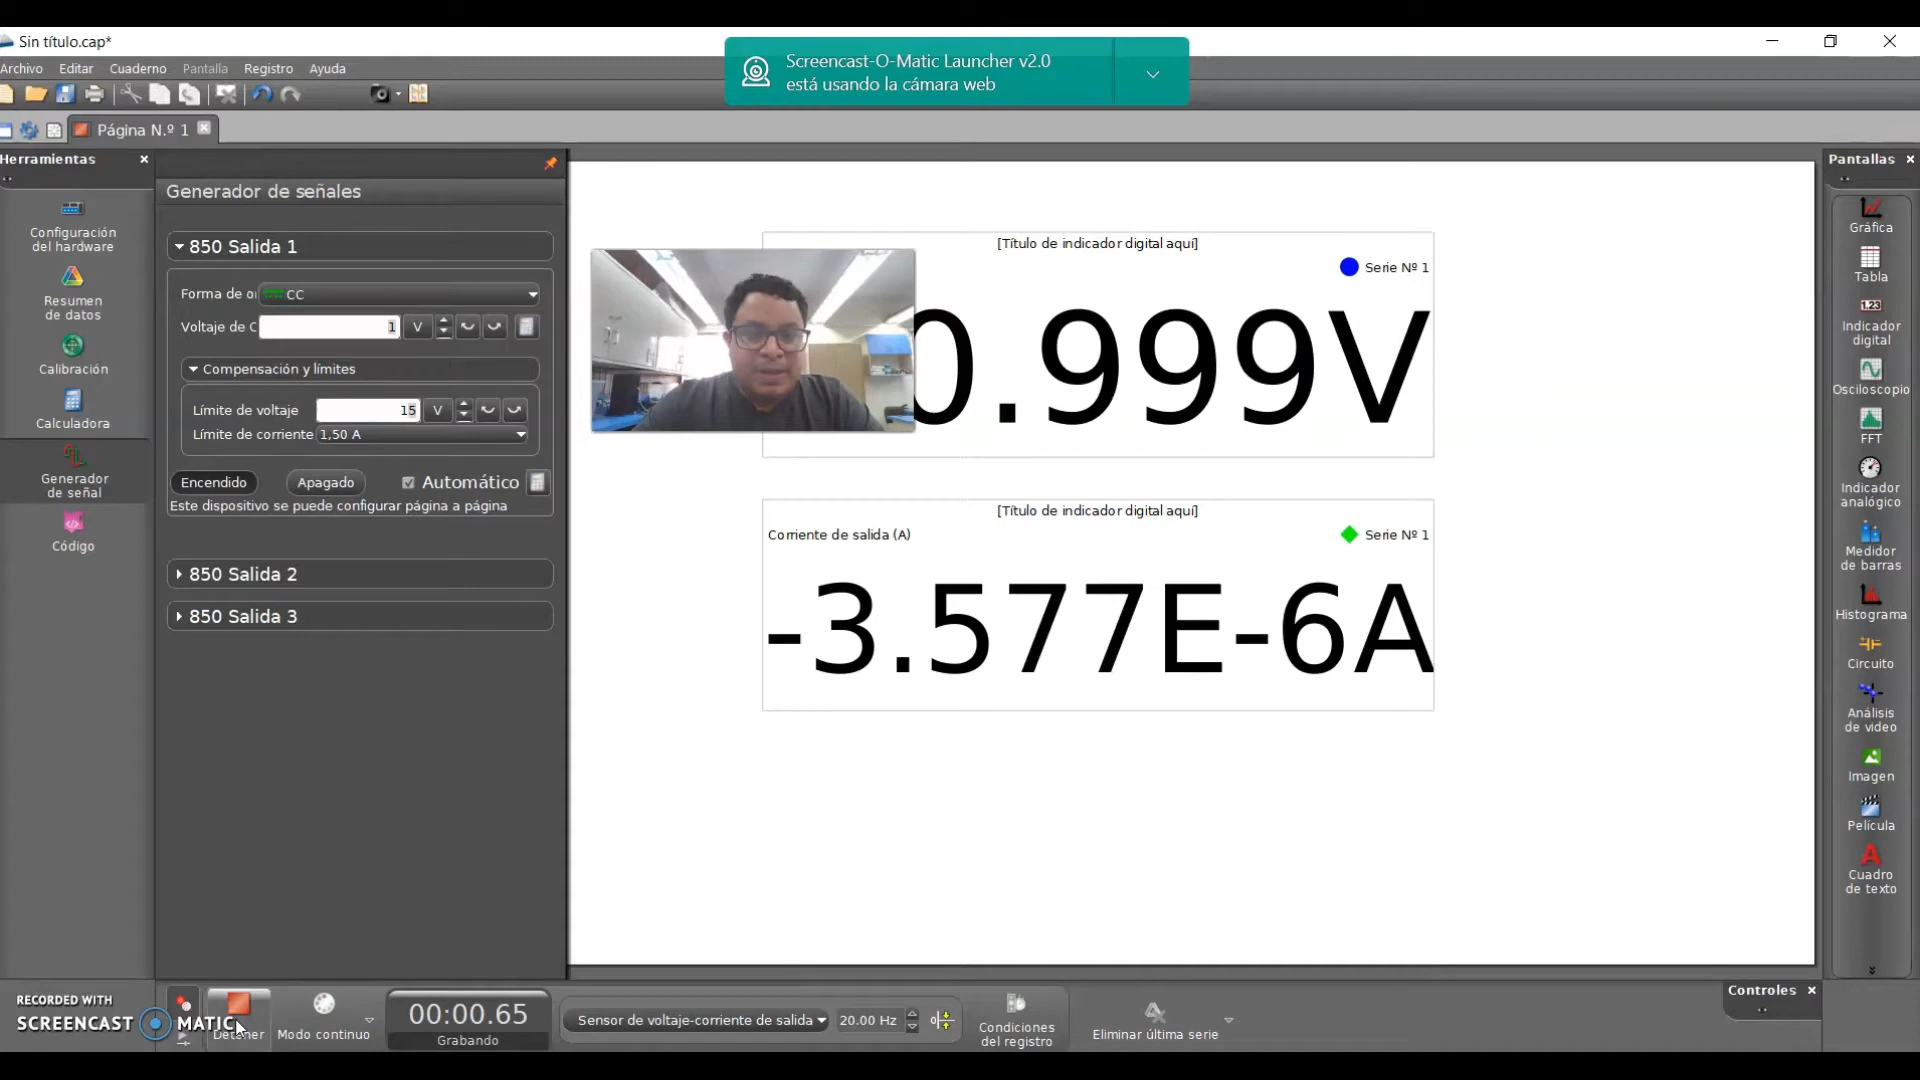 Sin título.cap*
Screencast-O-Matic Launcher v2.0
está usando la cámara web
Archivo Editar Cuaderno Pantalla Registro Ayuda
Página N.º 1
Herramientas
Configuración
del hardware
Resumen
de datos
Calibración
Calculadora
Generador
de señal
Código
Generador de señales
850 Salida 1
Forma de o CC
Voltaje de C 1 V
Compensación y límites
Límite de voltaje 15 V
Límite de corriente 1,50 A
Encendido Apagado Automático
Este dispositivo se puede configurar página a página
850 Salida 2
850 Salida 3
[Título de indicador digital aquí]
Serie Nº 1
0.999V
[Título de indicador digital aquí]
Corriente de salida (A) Serie Nº 1
-3.577E-6A
Pantallas
Gráfica
Tabla
1.23
Indicador
digital
Osciloscopio
FFT
Indicador
analógico
Medidor
de barras
Histograma
Circuito
Análisis
de video
Imagen
Película
A
Cuadro
de texto
Controles
RECORDED WITH
SCREENCAST MATIC
Detener
Modo continuo
00:00.65
Grabando
Sensor de voltaje-corriente de salida 20.00 Hz
Condiciones
del registro
Eliminar última serie